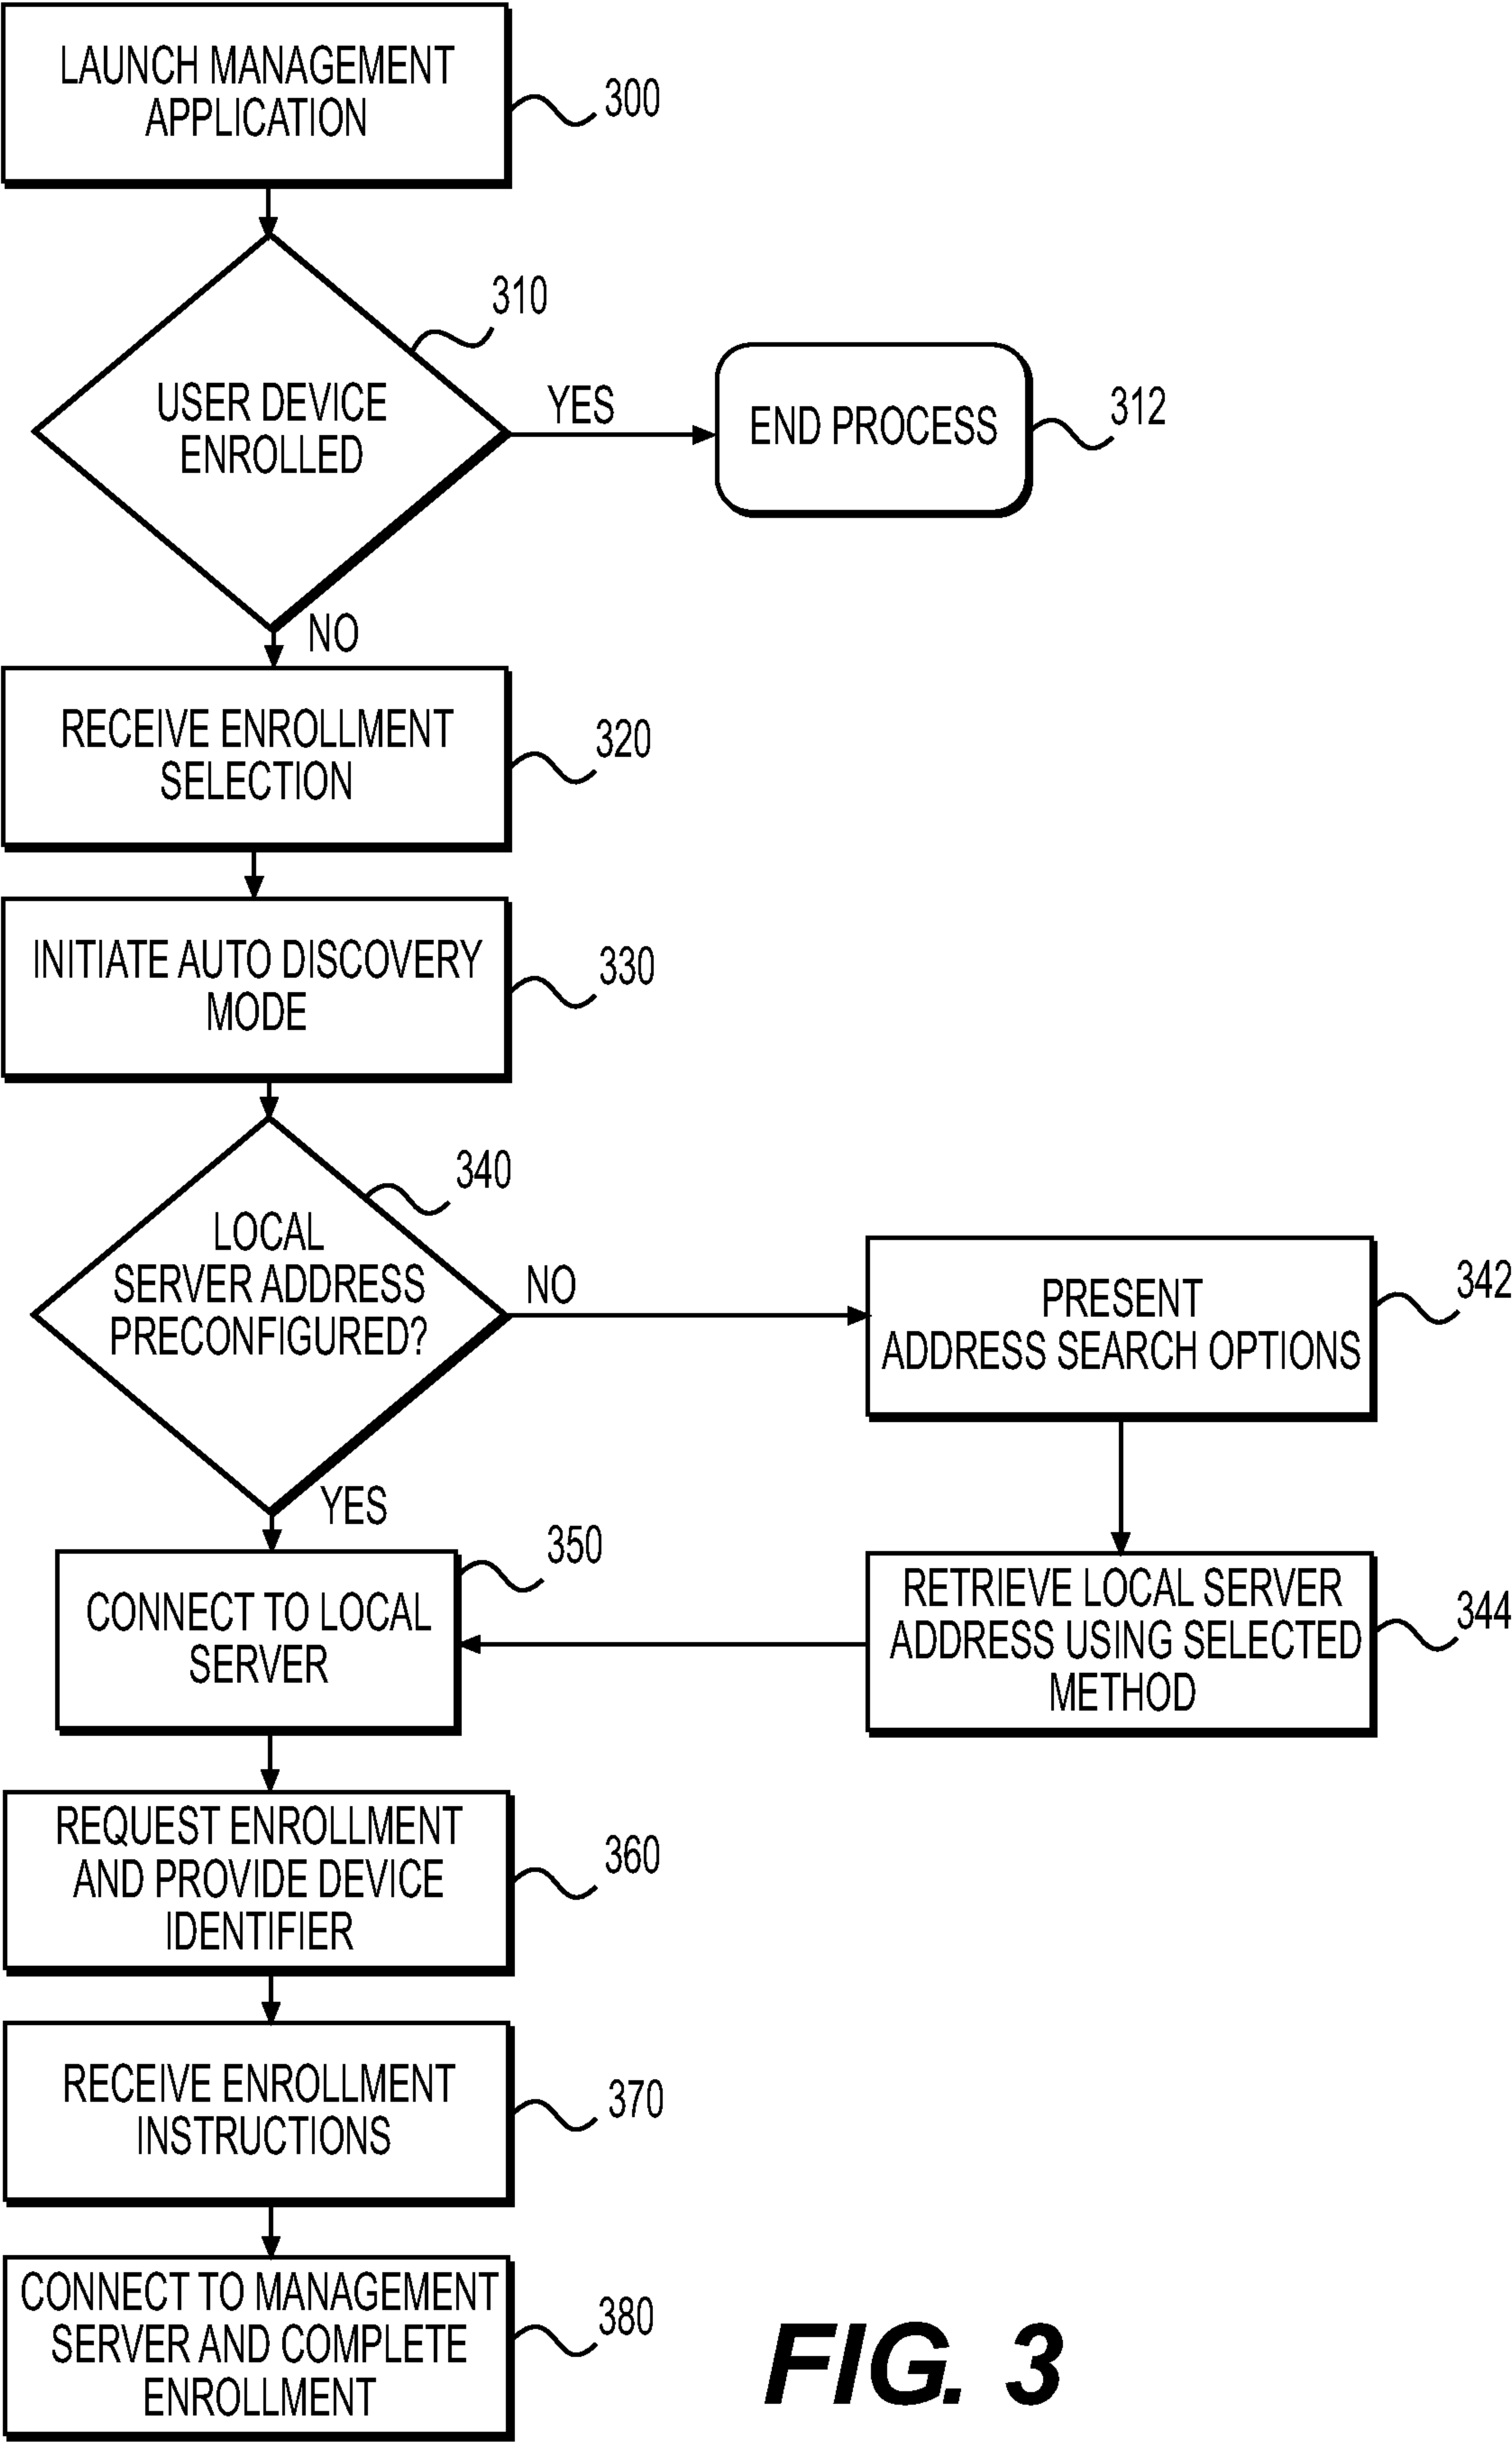 LAUNCH MANAGEMENT
APPLICATION
300
310
USER DEVICE
ENROLLED
YES
END PROCESS
312
NO
RECEIVE ENROLLMENT
SELECTION
320
INITIATE AUTO DISCOVERY
MODE
330
340
LOCAL
SERVER ADDRESS
PRECONFIGURED?
NO
PRESENT
ADDRESS SEARCH OPTIONS
342
YES
350
CONNECT TO LOCAL
SERVER
RETRIEVE LOCAL SERVER
ADDRESS USING SELECTED
METHOD
344
REQUEST ENROLLMENT
AND PROVIDE DEVICE
IDENTIFIER
360
RECEIVE ENROLLMENT
INSTRUCTIONS
370
CONNECT TO MANAGEMENT
SERVER AND COMPLETE
ENROLLMENT
380
FIG. 3